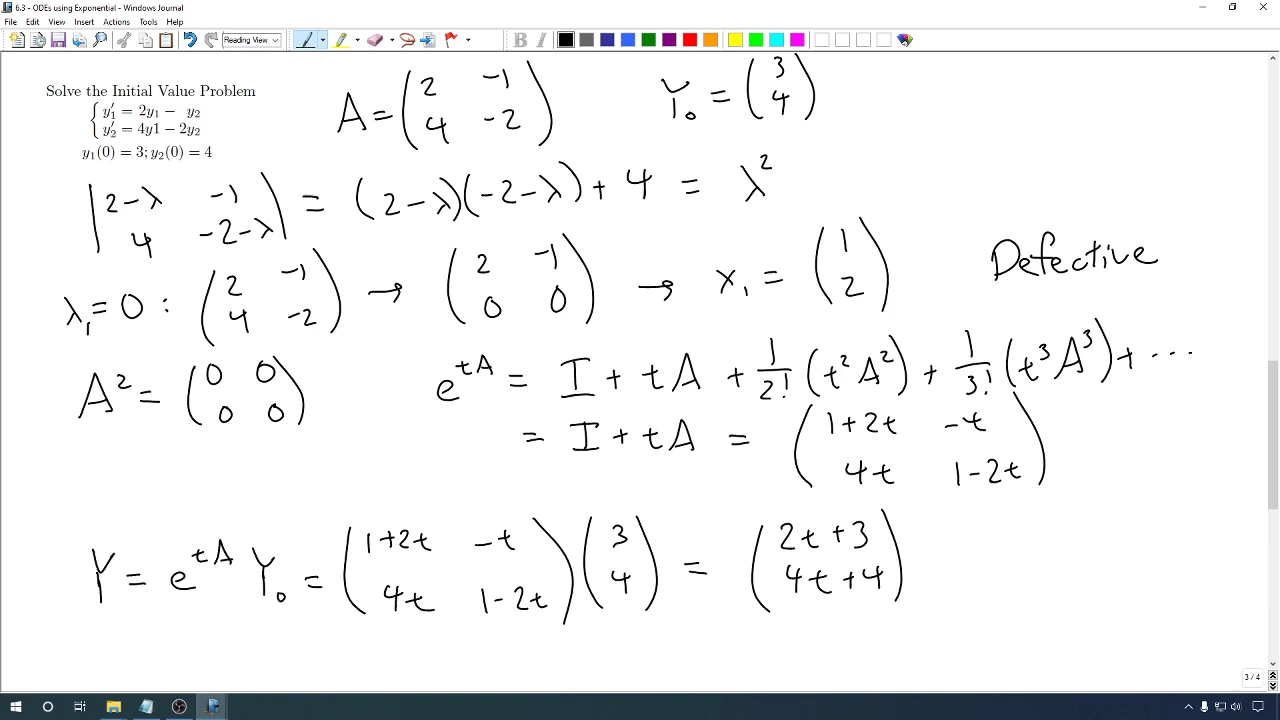 6.3 - ODEs using Exponential - Windows Journal
File Edit View Insert Actions Tools Help
Reading View
Solve the Initial Value Problem
{ y₁′ = 2y₁ − y₂
y₂′ = 4y1 − 2y₂
y₁(0) = 3; y₂(0) = 4
A = (2 -1
4 -2)
Y₀ = (3
4)
|2-λ -1
4 -2-λ| = (2-λ)(-2-λ) + 4 = λ²
λ₁ = 0 : (2 -1
4 -2) → (2 -1
0 0) → x₁ = (1
2)
Defective
A² = (0 0
0 0)
e^{tA} = I + tA + 1/2! (t²A²) + 1/3! (t³A³) + ...
= I + tA = (1+2t -t
4t 1-2t)
Y = e^{tA} Y₀ = (1+2t -t
4t 1-2t) (3
4) = (2t+3
4t+4)
3 / 4